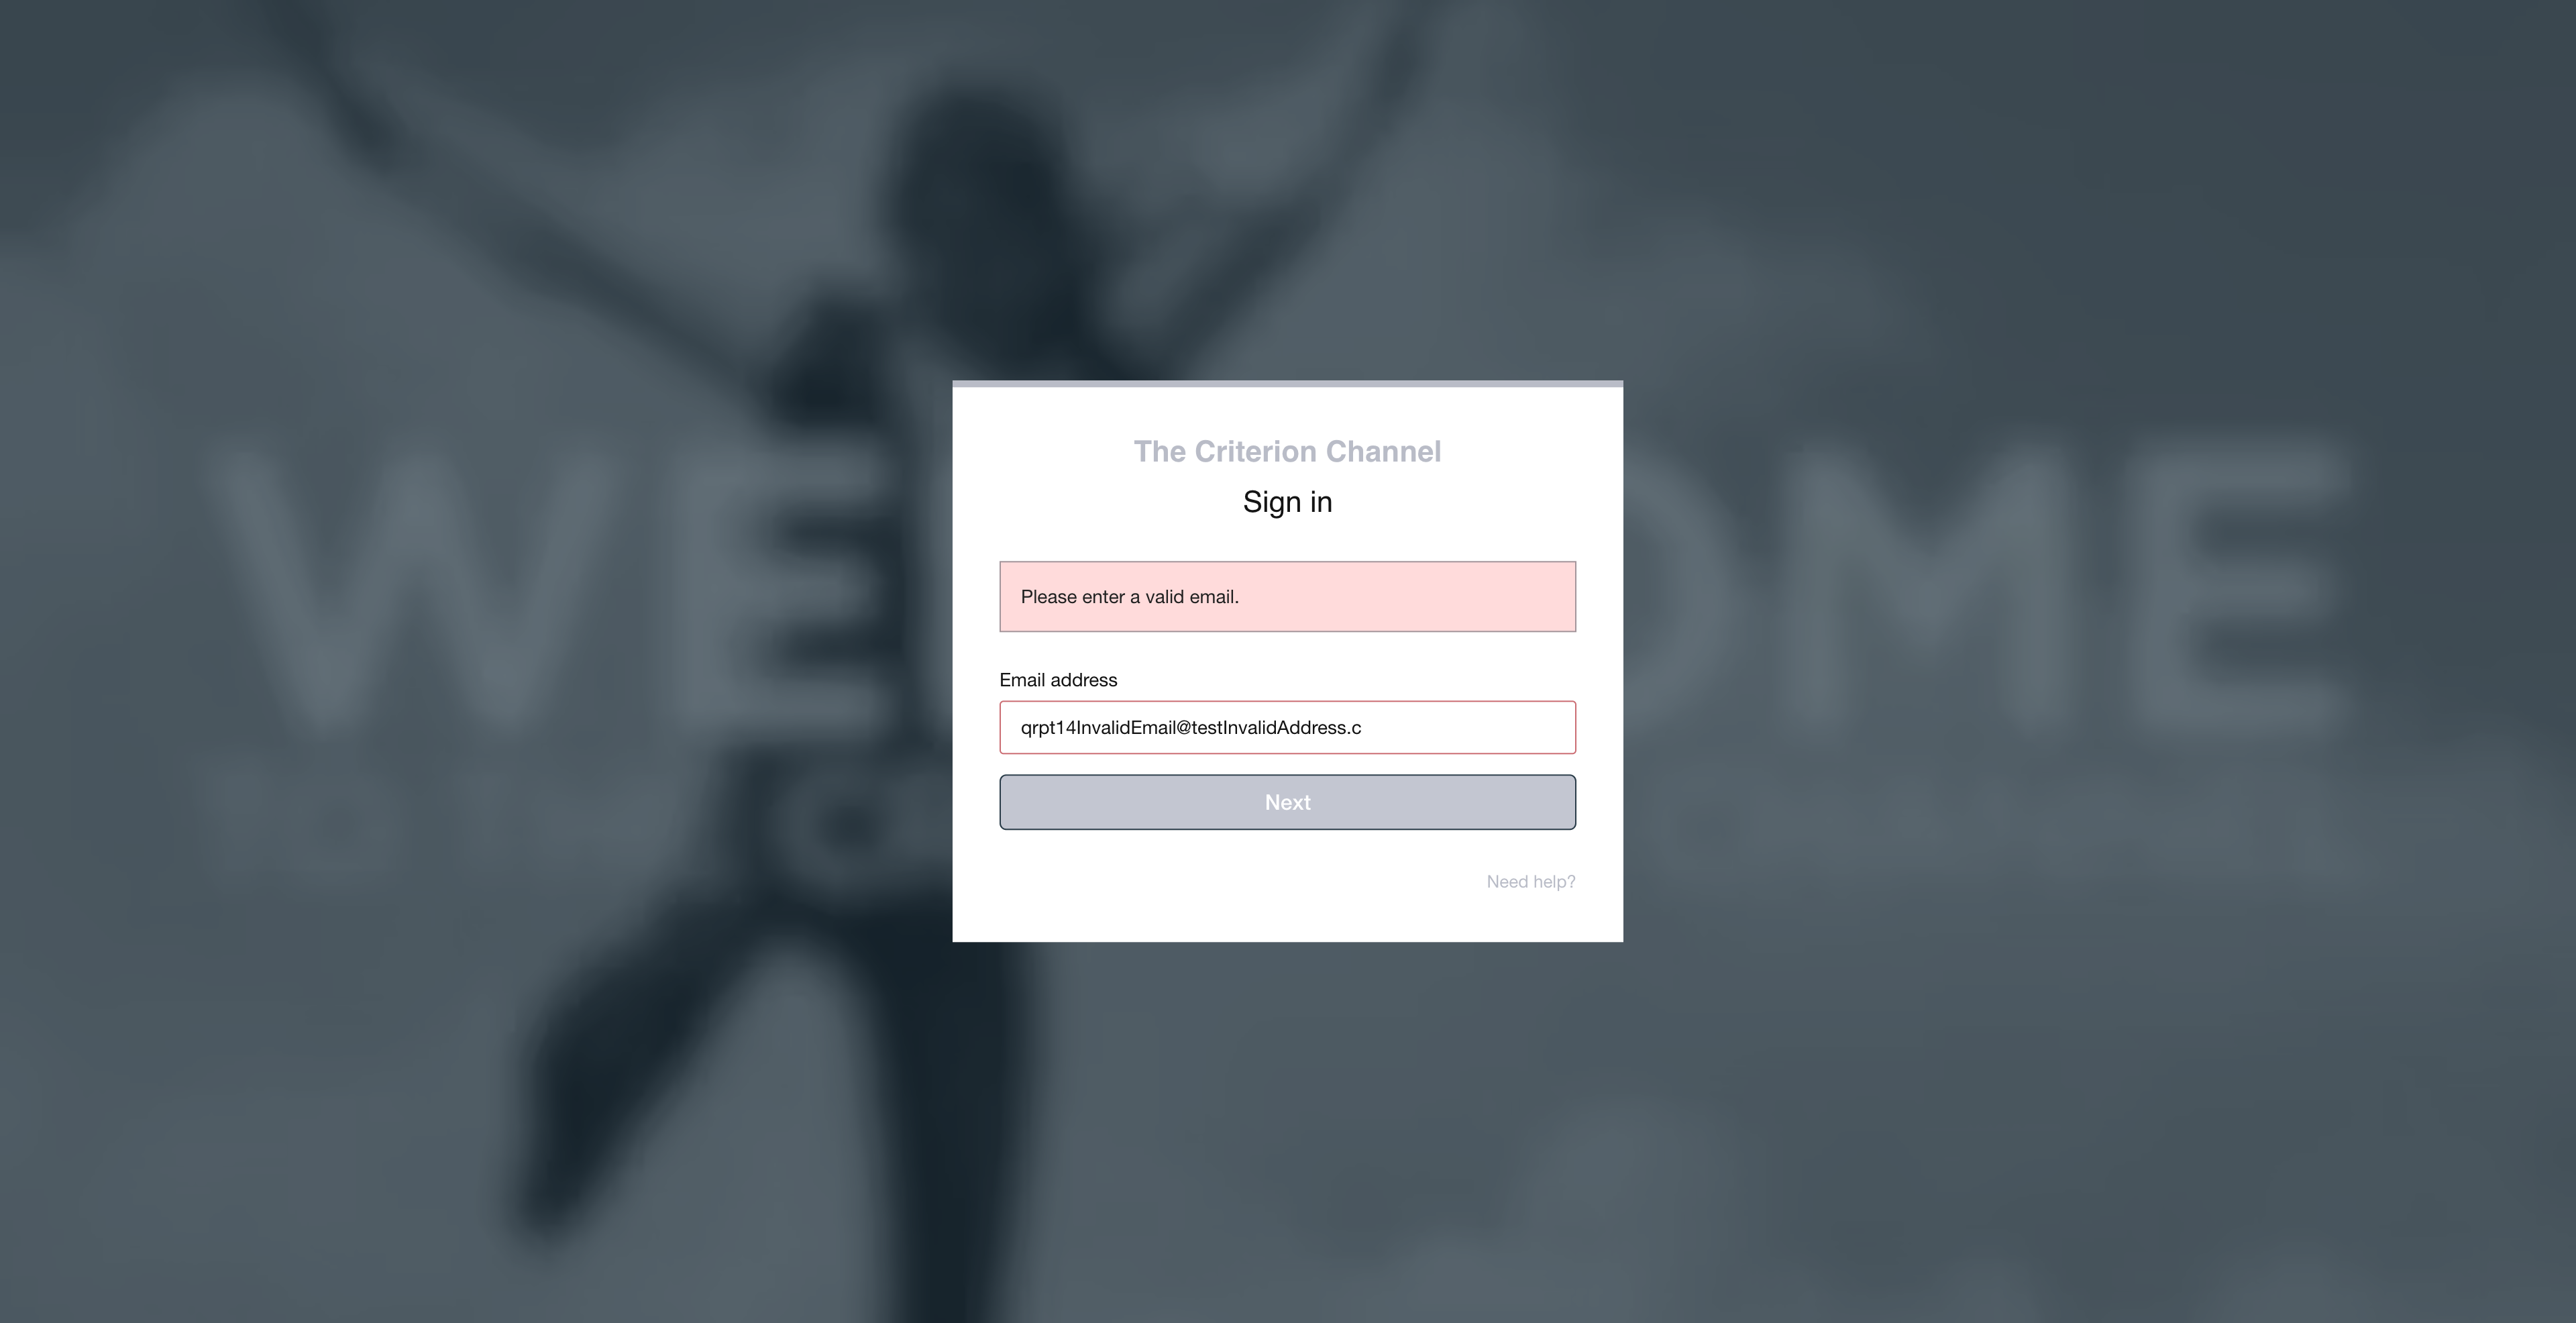 The Criterion Channel
Sign in
Please enter a valid email.
Email address
qrpt14InvalidEmail@testInvalidAddress.c
Next
Need help?